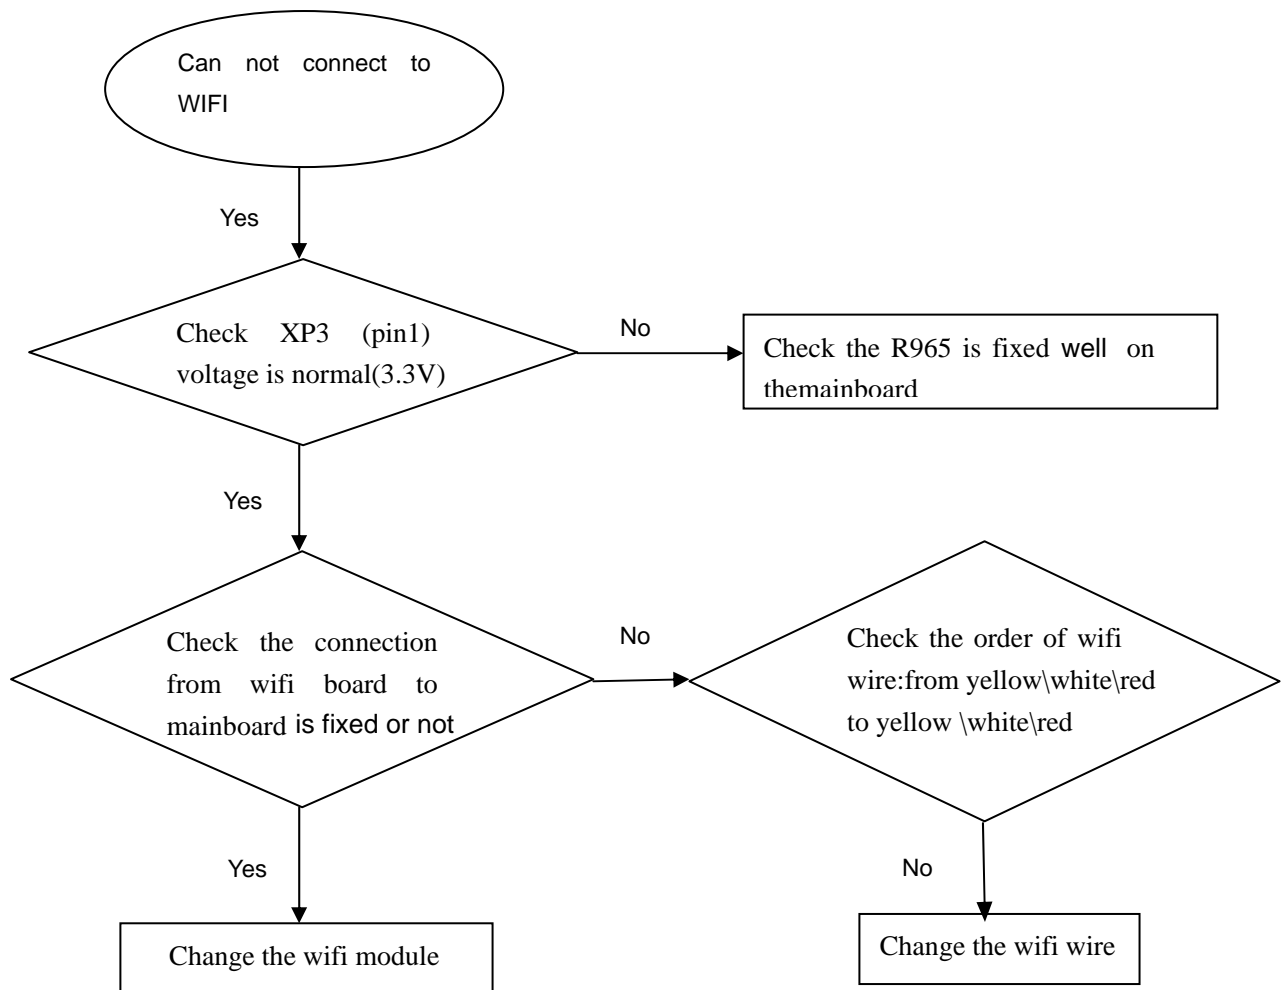 Can not connect to
WIFI
Yes
Check XP3 (pin1)
voltage is normal(3.3V)
No
Check the R965 is fixed well on
themainboard
Yes
Check the connection
from wifi board to
mainboard is fixed or not
No
Check the order of wifi
wire:from yellow\white\red
to yellow \white\red
Yes
No
Change the wifi module
Change the wifi wire